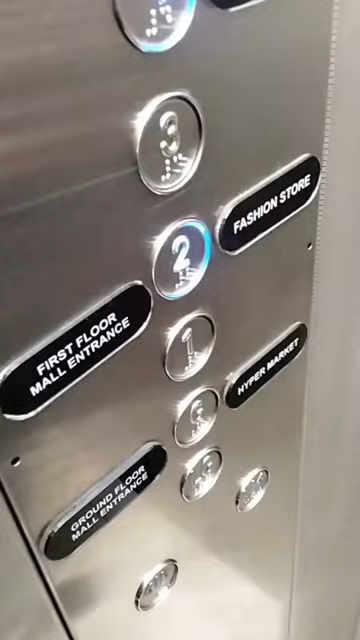 3
FASHION STORE
2
FIRST FLOOR
MALL ENTRANCE
1
HYPER MARKET
GROUND FLOOR
MALL ENTRANCE